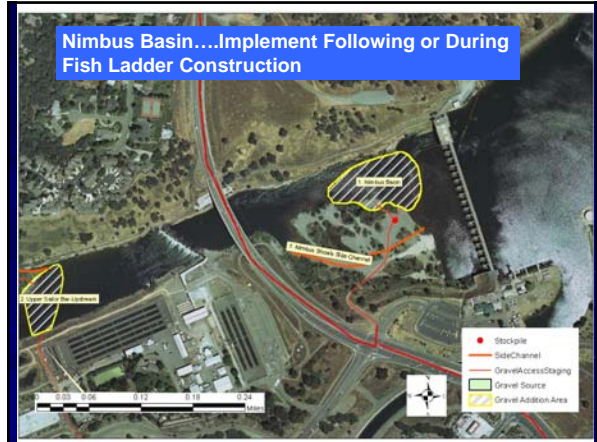 Nimbus Basin....Implement Following or During
Fish Ladder Construction
1. Nimbus Basin
1. Nimbus Shoals Side Channel
2. Upper Sailor Bar Upstream
Stockpile
SideChannel
GravelAccessStaging
Gravel Source
Gravel Addition Area
0 0.03 0.06 0.12 0.18 0.24
Miles